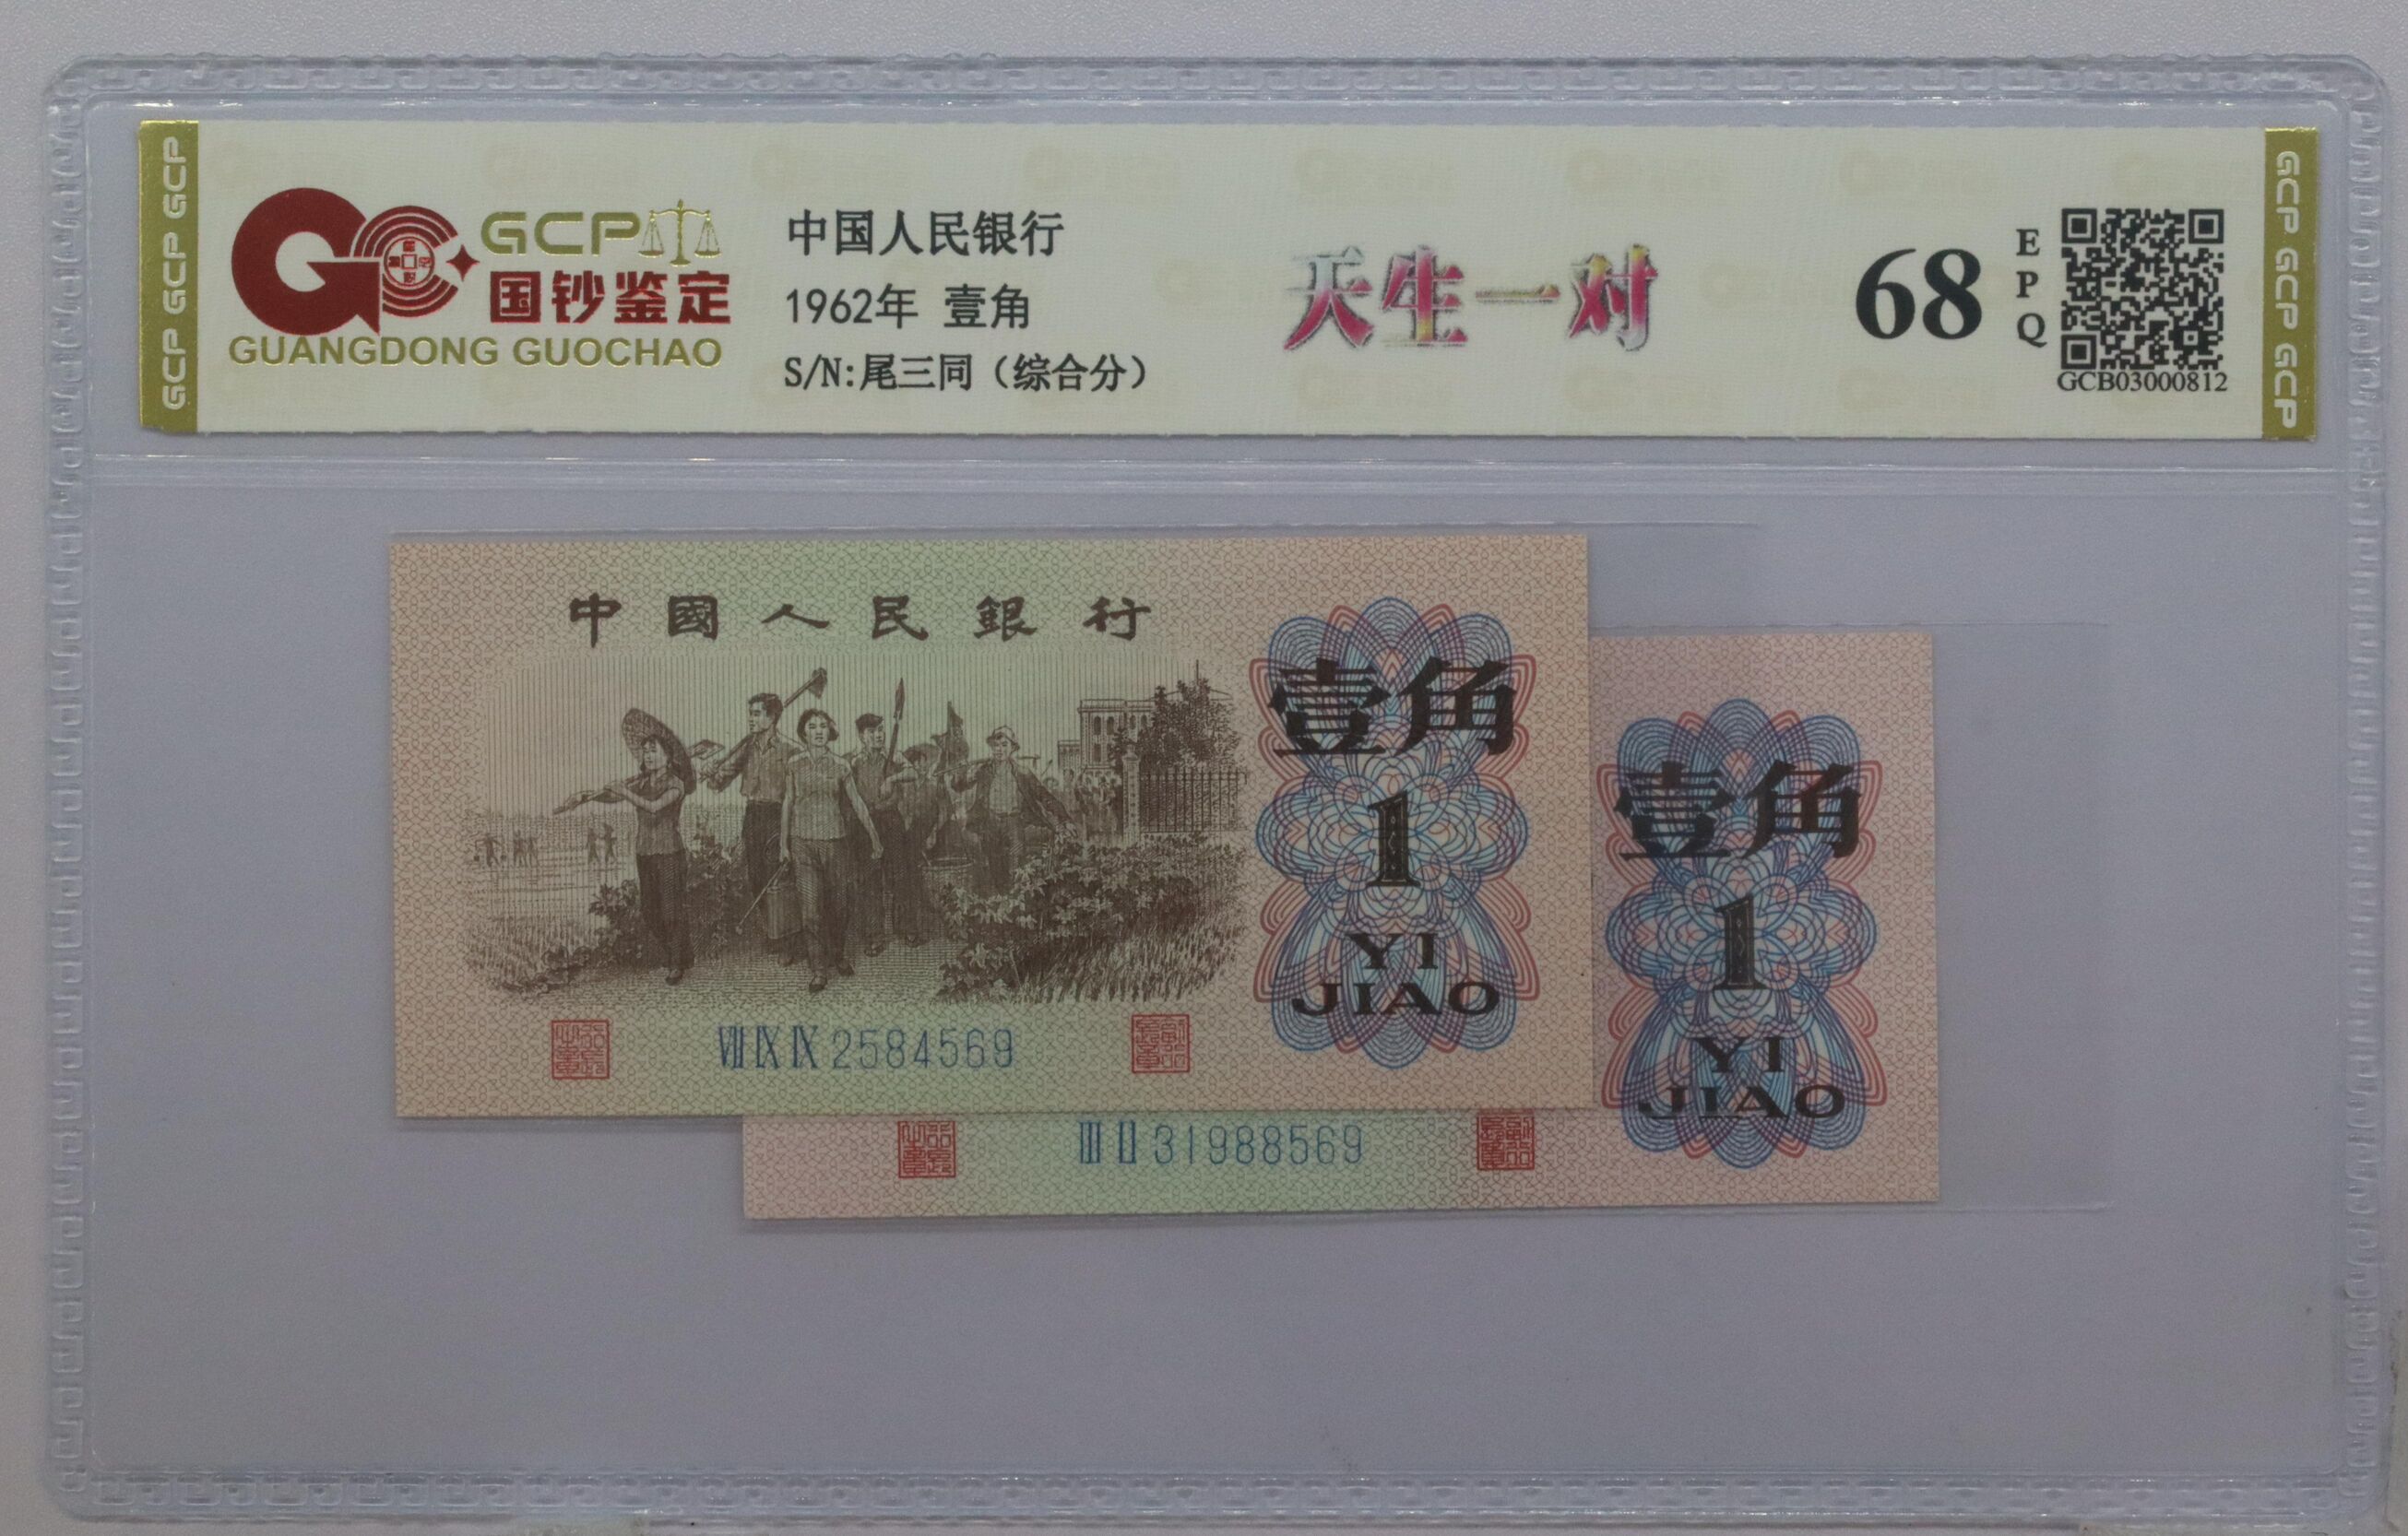 GCP GCP GCP
GCP
国钞鉴定
GUANGDONG GUOCHAO
中国人民银行
1962年 壹角
S/N:尾三同（综合分）
天生一对
68
EPQ
GCB03000812
GCP GCP GCP
中國人民銀行
壹角
1
YI
JIAO
VIII IX IX 2584569
壹角
1
YI
JIAO
III II 31988569